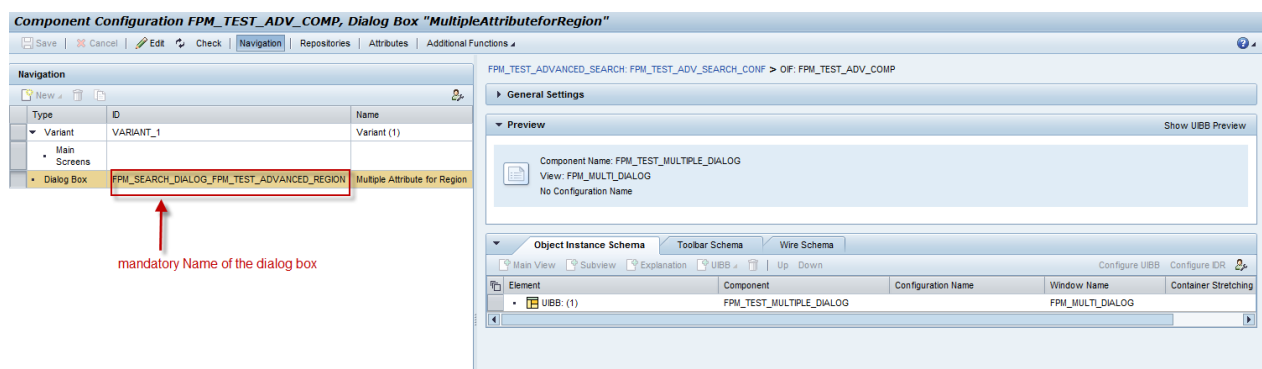 Component Configuration FPM_TEST_ADV_COMP, Dialog Box "MultipleAttributeforRegion"
Save | Cancel | Edit Check | Navigation | Repositories | Attributes | Additional Functions
Navigation
New
Type ID Name
Variant VARIANT_1 Variant (1)
Main
Screens
Dialog Box FPM_SEARCH_DIALOG_FPM_TEST_ADVANCED_REGION Multiple Attribute for Region
mandatory Name of the dialog box
FPM_TEST_ADVANCED_SEARCH: FPM_TEST_ADV_SEARCH_CONF > OIF: FPM_TEST_ADV_COMP
General Settings
Preview Show UIBB Preview
Component Name: FPM_TEST_MULTIPLE_DIALOG
View: FPM_MULTI_DIALOG
No Configuration Name
Object Instance Schema Toolbar Schema Wire Schema
Main View Subview Explanation UIBB | Up Down Configure UIBB Configure IDR
Element Component Configuration Name Window Name Container Stretching
UIBB: (1) FPM_TEST_MULTIPLE_DIALOG FPM_MULTI_DIALOG